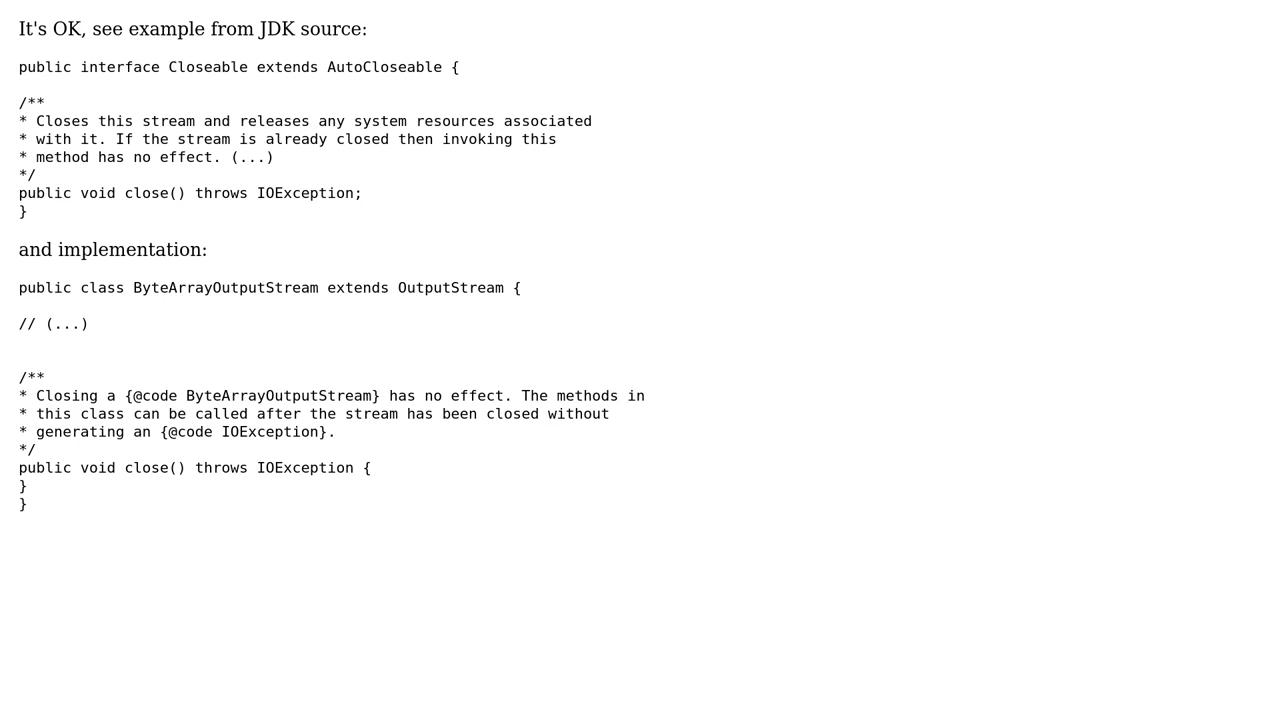 It's OK, see example from JDK source:
public interface Closeable extends AutoCloseable {
/**
* Closes this stream and releases any system resources associated
* with it. If the stream is already closed then invoking this
* method has no effect. (...)
*/
public void close() throws IOException;
}
and implementation:
public class ByteArrayOutputStream extends OutputStream {
// (...)
/**
* Closing a {@code ByteArrayOutputStream} has no effect. The methods in
* this class can be called after the stream has been closed without
* generating an {@code IOException}.
*/
public void close() throws IOException {
}
}